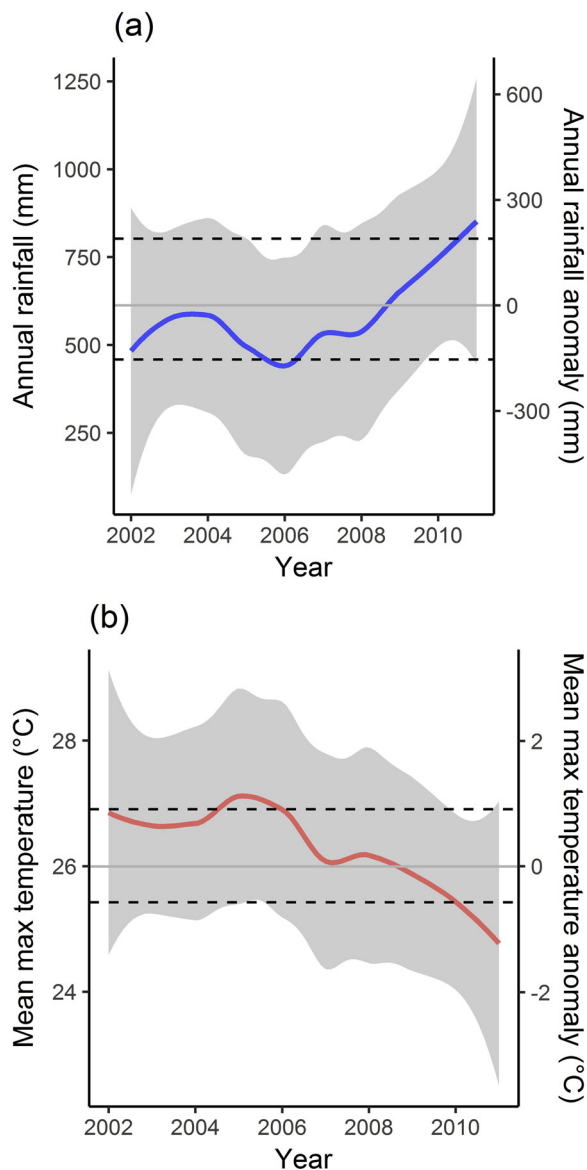 (a)
Annual rainfall (mm)
1250
1000
750
500
250
600
300
0
-300
Annual rainfall anomaly (mm)
2002 2004 2006 2008 2010
Year
(b)
Mean max temperature (°C)
28
26
24
2
0
-2
Mean max temperature anomaly (°C)
2002 2004 2006 2008 2010
Year